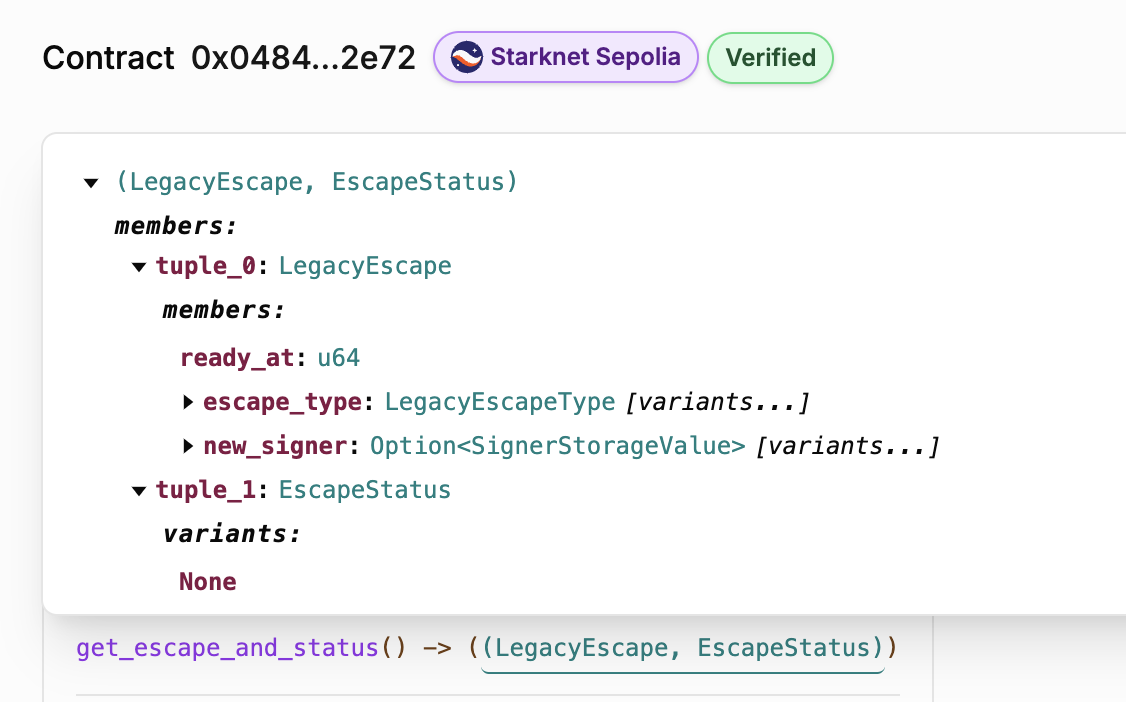 Contract 0x0484...2e72 Starknet Sepolia Verified
(LegacyEscape, EscapeStatus)
members:
tuple_0: LegacyEscape
members:
ready_at: u64
escape_type: LegacyEscapeType [variants...]
new_signer: Option<SignerStorageValue> [variants...]
tuple_1: EscapeStatus
variants:
None
get_escape_and_status() -> ((LegacyEscape, EscapeStatus))